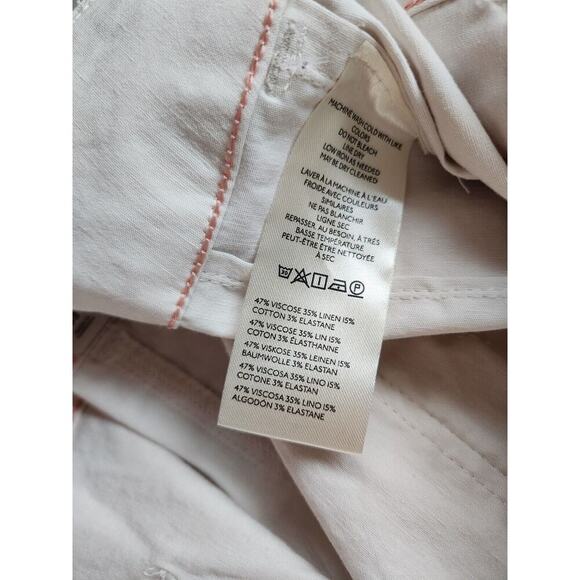 MACHINE WASH COLD WITH LIKE
COLORS
DO NOT BLEACH
LINE DRY
LOW IRON AS NEEDED
MAY BE DRY CLEANED
LAVER À LA MACHINE À L'EAU
FROIDE AVEC COULEURS
SIMILAIRES
NE PAS BLANCHIR
LIGNE SEC
REPASSER, AU BESOIN, À TRÉS
BASSE TEMPÉRATURE
PEUT-ÊTRE ÊTRE NETTOYÉE
À SEC
30 P
47% VISCOSE 35% LINEN 15%
COTTON 3% ELASTANE
47% VISCOSE 35% LIN 15%
COTON 3% ÉLASTHANNE
47% VISKOSE 35% LEINEN 15%
BAUMWOLLE 3% ELASTAN
47% VISCOSA 35% LINO 15%
COTONE 3% ELASTAN
47% VISCOSA 35% LINO 15%
ALGODÓN 3% ELASTANE